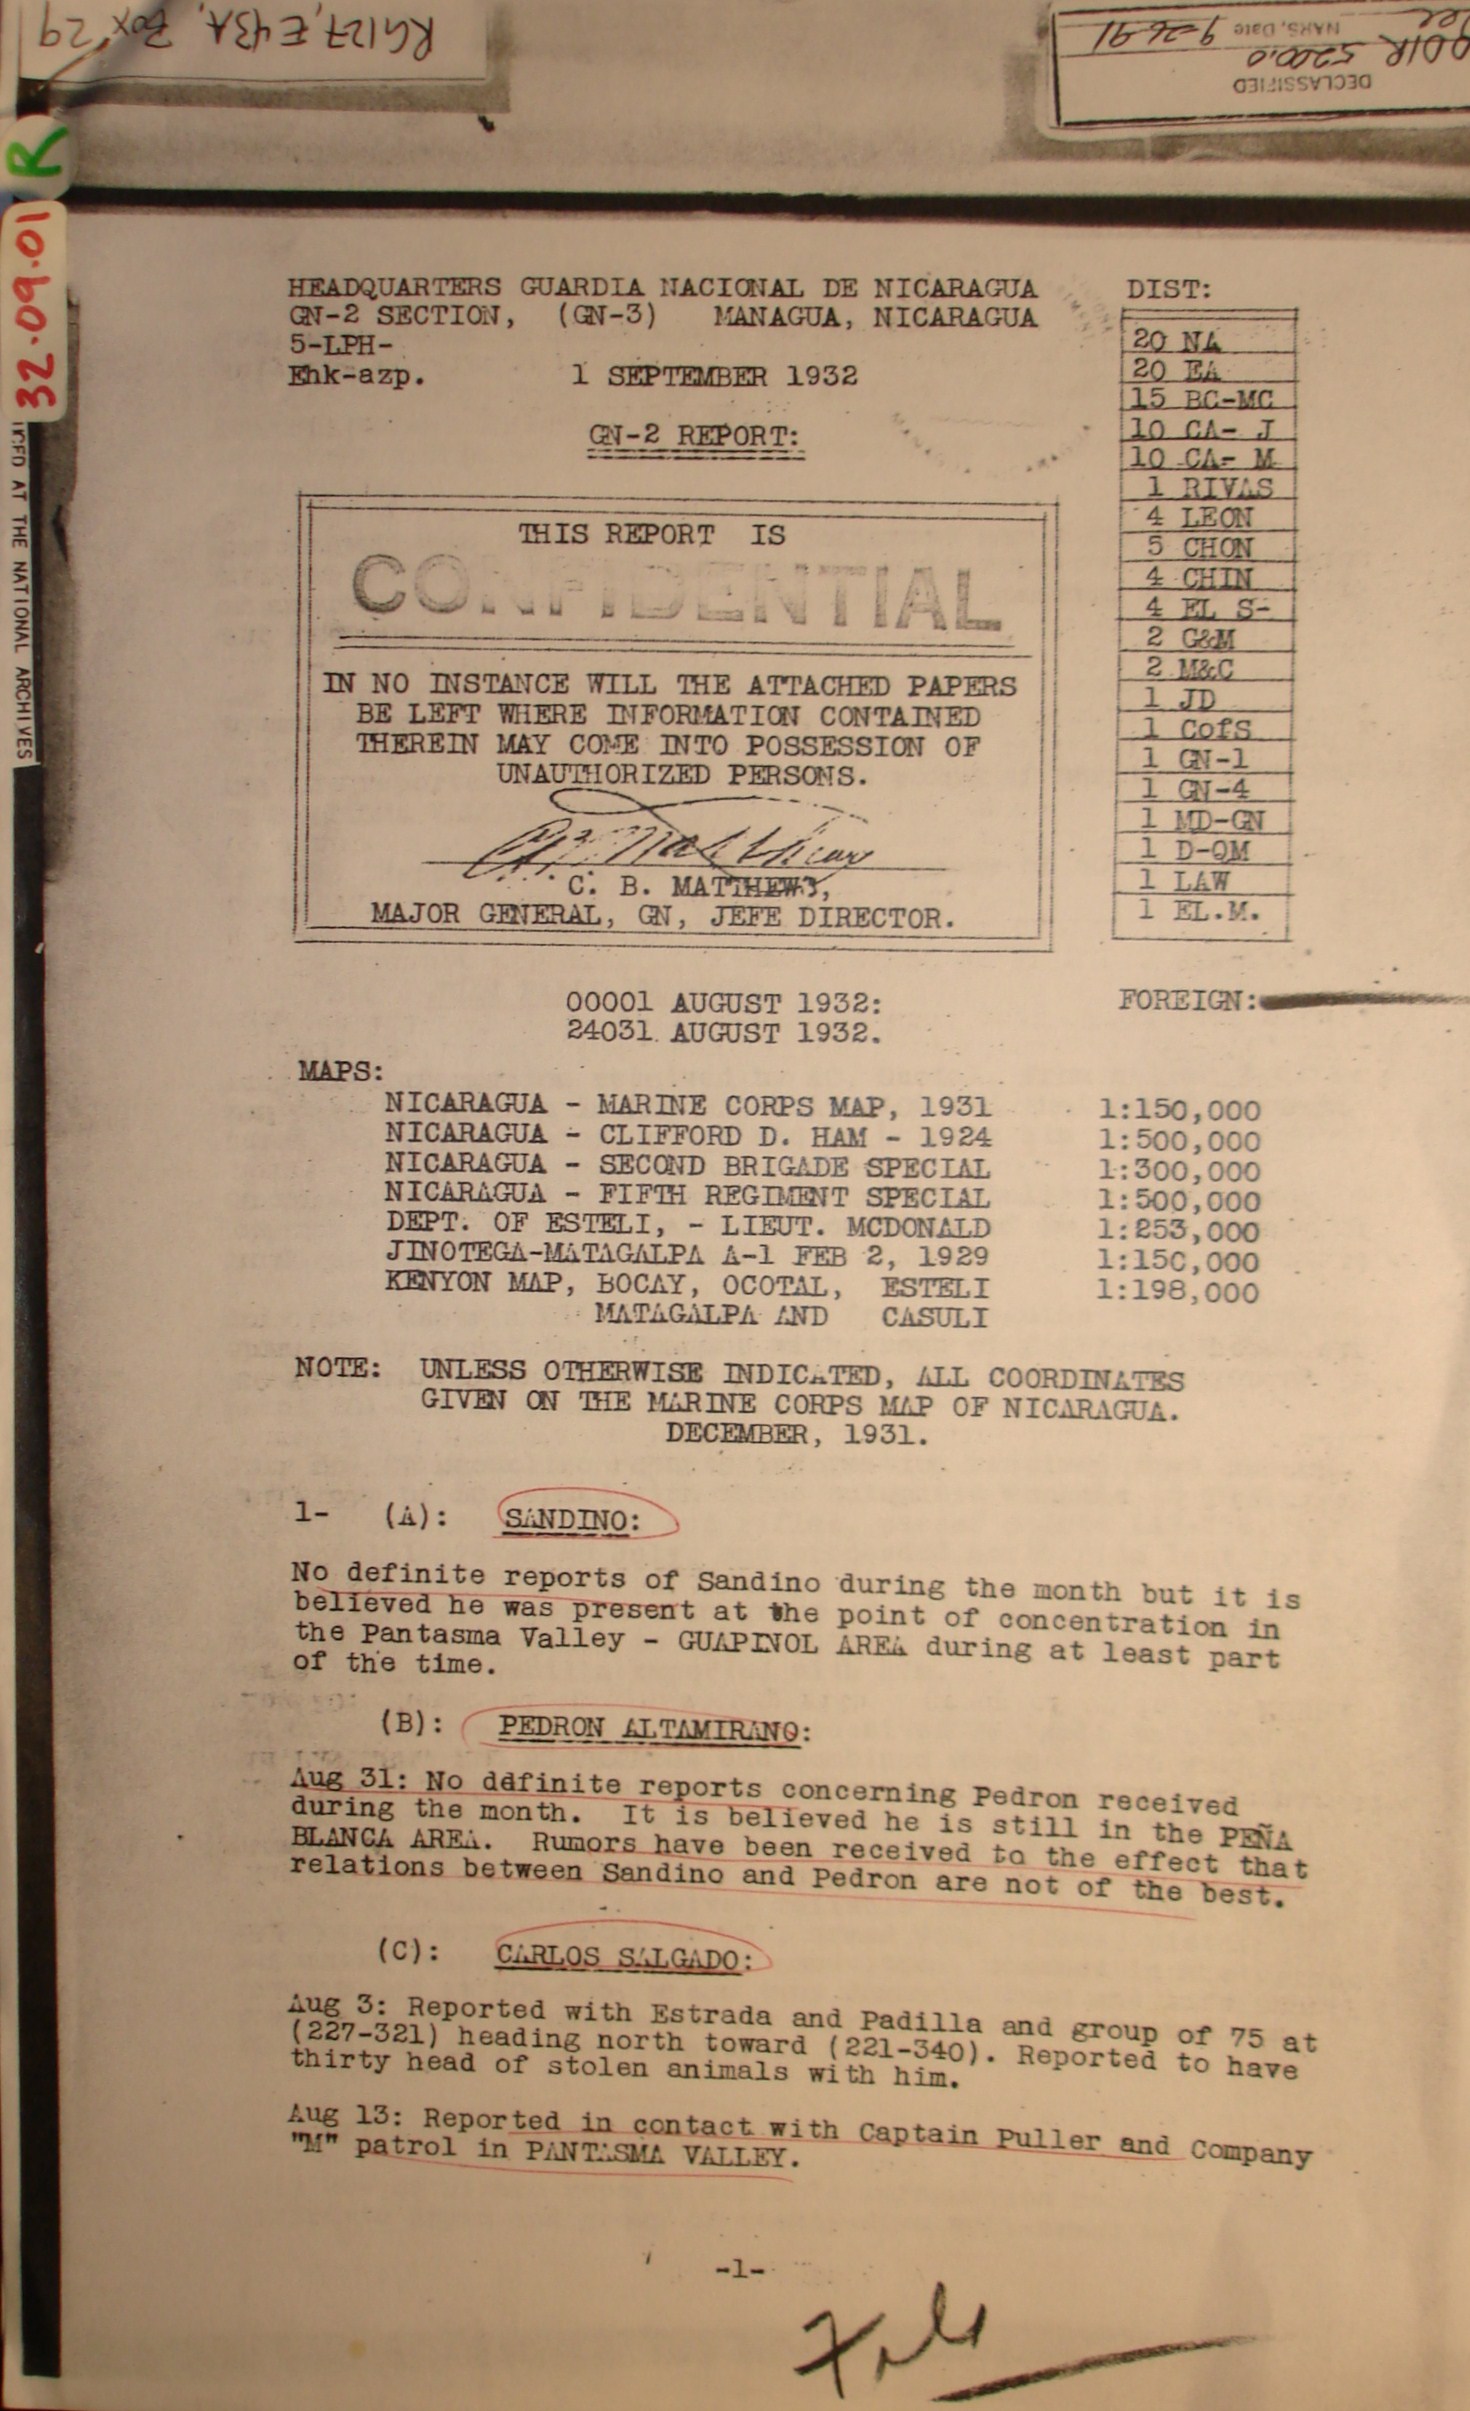 RG127, E43A, Box 29
DECLASSIFIED
NARS, Date 9-26-91
R
32.09.01
AT THE NATIONAL ARCHIVES
HEADQUARTERS GUARDIA NACIONAL DE NICARAGUA
GN-2 SECTION, (GN-3) MANAGUA, NICARAGUA
5-LPH-
Ehk-azp. 1 SEPTEMBER 1932
GN-2 REPORT:
DIST:
20 NA
20 EA
15 BC-MC
10 CA- J
10 CA- M
1 RIVAS
4 LEON
5 CHON
4 CHIN
4 EL S-
2 G&M
2 M&C
1 JD
1 CofS
1 GN-1
1 GN-4
1 MD-GN
1 D-QM
1 LAW
1 EL.M.
THIS REPORT IS
CONFIDENTIAL
IN NO INSTANCE WILL THE ATTACHED PAPERS
BE LEFT WHERE INFORMATION CONTAINED
THEREIN MAY COME INTO POSSESSION OF
UNAUTHORIZED PERSONS.
C. B. MATTHEWS,
MAJOR GENERAL, GN, JEFE DIRECTOR.
00001 AUGUST 1932:
24031 AUGUST 1932.
FOREIGN:
MAPS:
NICARAGUA - MARINE CORPS MAP, 1931 1:150,000
NICARAGUA - CLIFFORD D. HAM - 1924 1:500,000
NICARAGUA - SECOND BRIGADE SPECIAL 1:300,000
NICARAGUA - FIFTH REGIMENT SPECIAL 1:500,000
DEPT. OF ESTELI, - LIEUT. MCDONALD 1:253,000
JINOTEGA-MATAGALPA A-1 FEB 2, 1929 1:150,000
KENYON MAP, BOCAY, OCOTAL, ESTELI 1:198,000
MATAGALPA AND CASULI
NOTE: UNLESS OTHERWISE INDICATED, ALL COORDINATES
GIVEN ON THE MARINE CORPS MAP OF NICARAGUA.
DECEMBER, 1931.
1- (A): SANDINO:
No definite reports of Sandino during the month but it is
believed he was present at the point of concentration in
the Pantasma Valley - GUAPINOL AREA during at least part
of the time.
(B): PEDRON ALTAMIRANO:
Aug 31: No definite reports concerning Pedron received
during the month. It is believed he is still in the PEÑA
BLANCA AREA. Rumors have been received to the effect that
relations between Sandino and Pedron are not of the best.
(C): CARLOS SALGADO:
Aug 3: Reported with Estrada and Padilla and group of 75 at
(227-321) heading north toward (221-340). Reported to have
thirty head of stolen animals with him.
Aug 13: Reported in contact with Captain Puller and Company
"M" patrol in PANTASMA VALLEY.
-1-